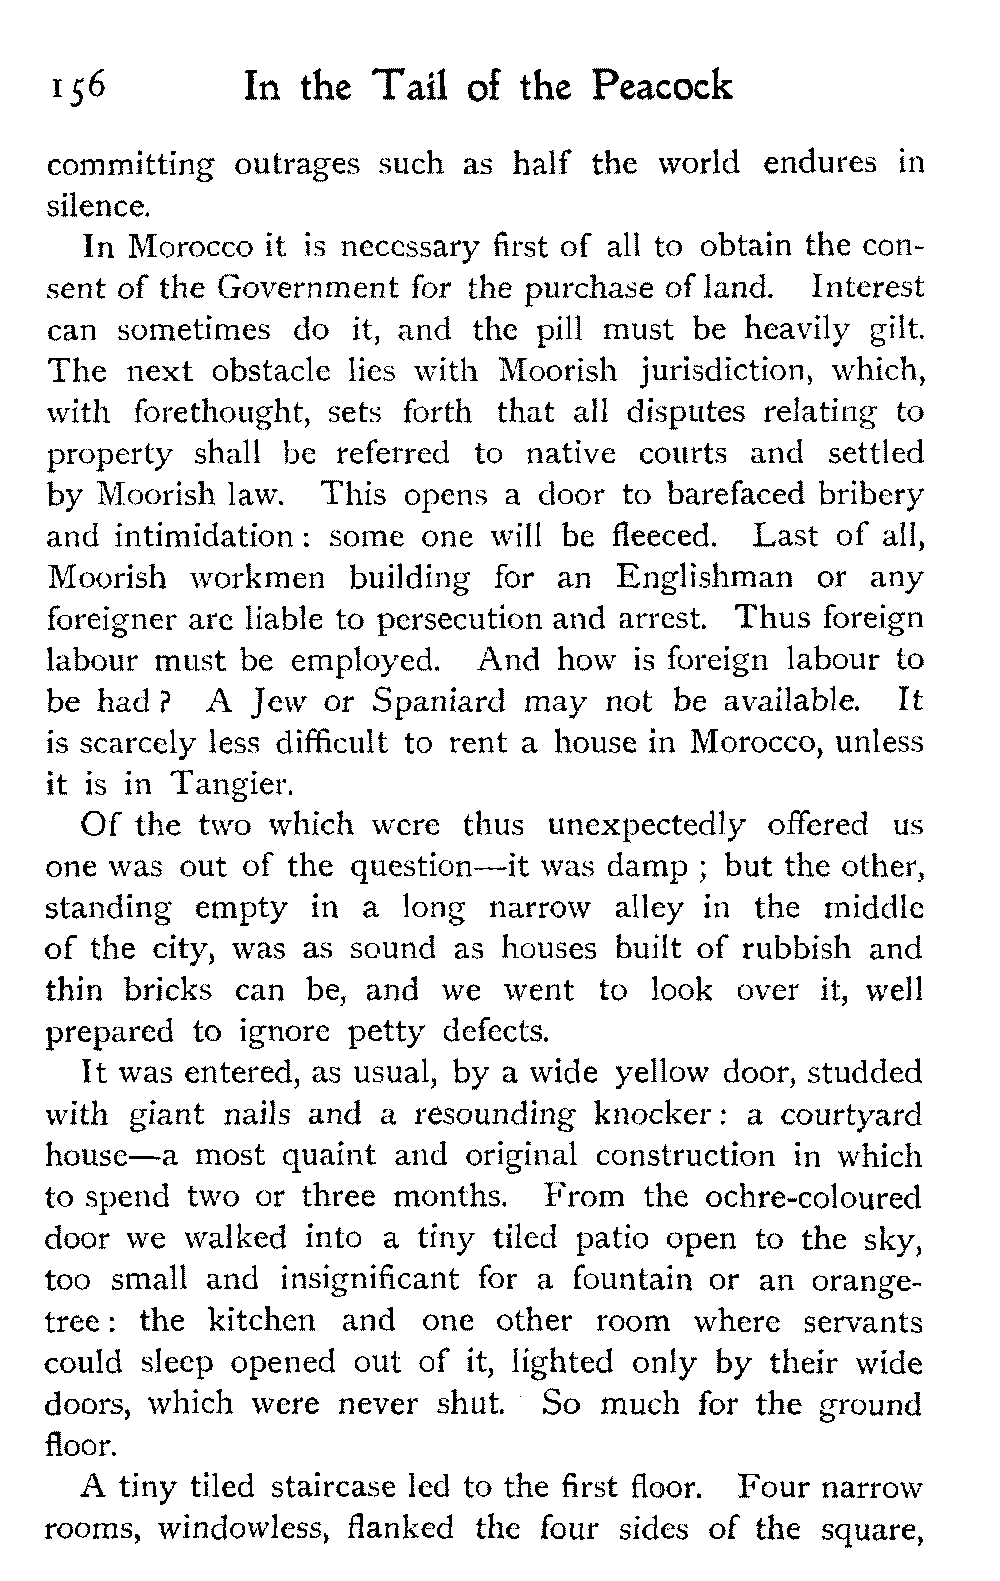 156 In the Tail of the Peacock
committing outrages such as half the world endures in
silence.
In Morocco it is necessary first of all to obtain the con-
sent of the Government for the purchase of land. Interest
can sometimes do it, and the pill must be heavily gilt.
The next obstacle lies with Moorish jurisdiction, which,
with forethought, sets forth that all disputes relating to
property shall be referred to native courts and settled
by Moorish law. This opens a door to barefaced bribery
and intimidation : some one will be fleeced. Last of all,
Moorish workmen building for an Englishman or any
foreigner are liable to persecution and arrest. Thus foreign
labour must be employed. And how is foreign labour to
be had ? A Jew or Spaniard may not be available. It
is scarcely less difficult to rent a house in Morocco, unless
it is in Tangier.
Of the two which were thus unexpectedly offered us
one was out of the question—it was damp ; but the other,
standing empty in a long narrow alley in the middle
of the city, was as sound as houses built of rubbish and
thin bricks can be, and we went to look over it, well
prepared to ignore petty defects.
It was entered, as usual, by a wide yellow door, studded
with giant nails and a resounding knocker : a courtyard
house—a most quaint and original construction in which
to spend two or three months. From the ochre-coloured
door we walked into a tiny tiled patio open to the sky,
too small and insignificant for a fountain or an orange-
tree : the kitchen and one other room where servants
could sleep opened out of it, lighted only by their wide
doors, which were never shut. So much for the ground
floor.
A tiny tiled staircase led to the first floor. Four narrow
rooms, windowless, flanked the four sides of the square,